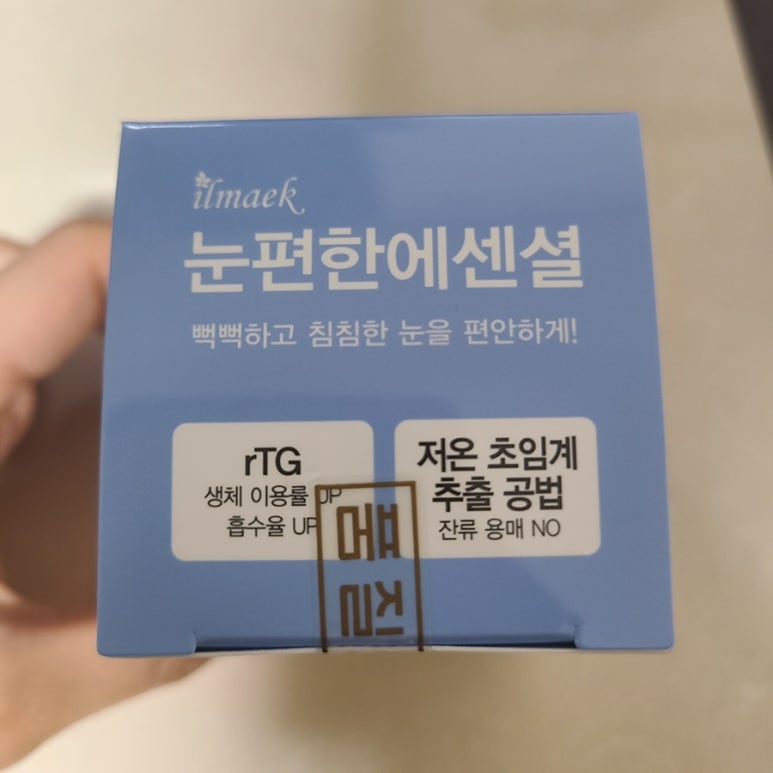 ilmaek
눈편한에센셜
뻑뻑하고 침침한 눈을 편안하게!
rTG
생체 이용률 UP
흡수율 UP
저온 초임계
추출 공법
잔류 용매 NO
품질